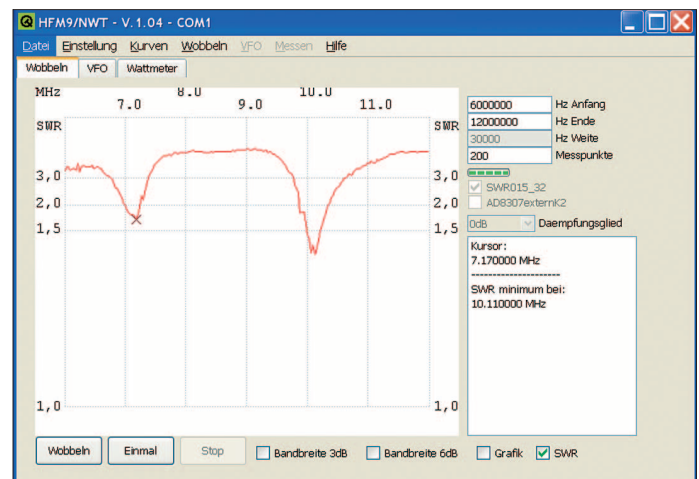 HFM9/NWT - V.1.04 - COM1
Datei Einstellung Kurven Wobbeln VFO Messen Hilfe
Wobbeln VFO Wattmeter
MHz 8.0 10.0
7.0 9.0 11.0
SWR SWR
3,0 3,0
2,0 2,0
1,5 1,5
1,0 1,0
6000000 Hz Anfang
12000000 Hz Ende
30000 Hz Weite
200 Messpunkte
SWR015_32
AD8307externK2
0dB Daempfungsglied
Kursor:
7.170000 MHz
----------------------
SWR minimum bei:
10.110000 MHz
Wobbeln Einmal Stop Bandbreite 3dB Bandbreite 6dB Grafik SWR